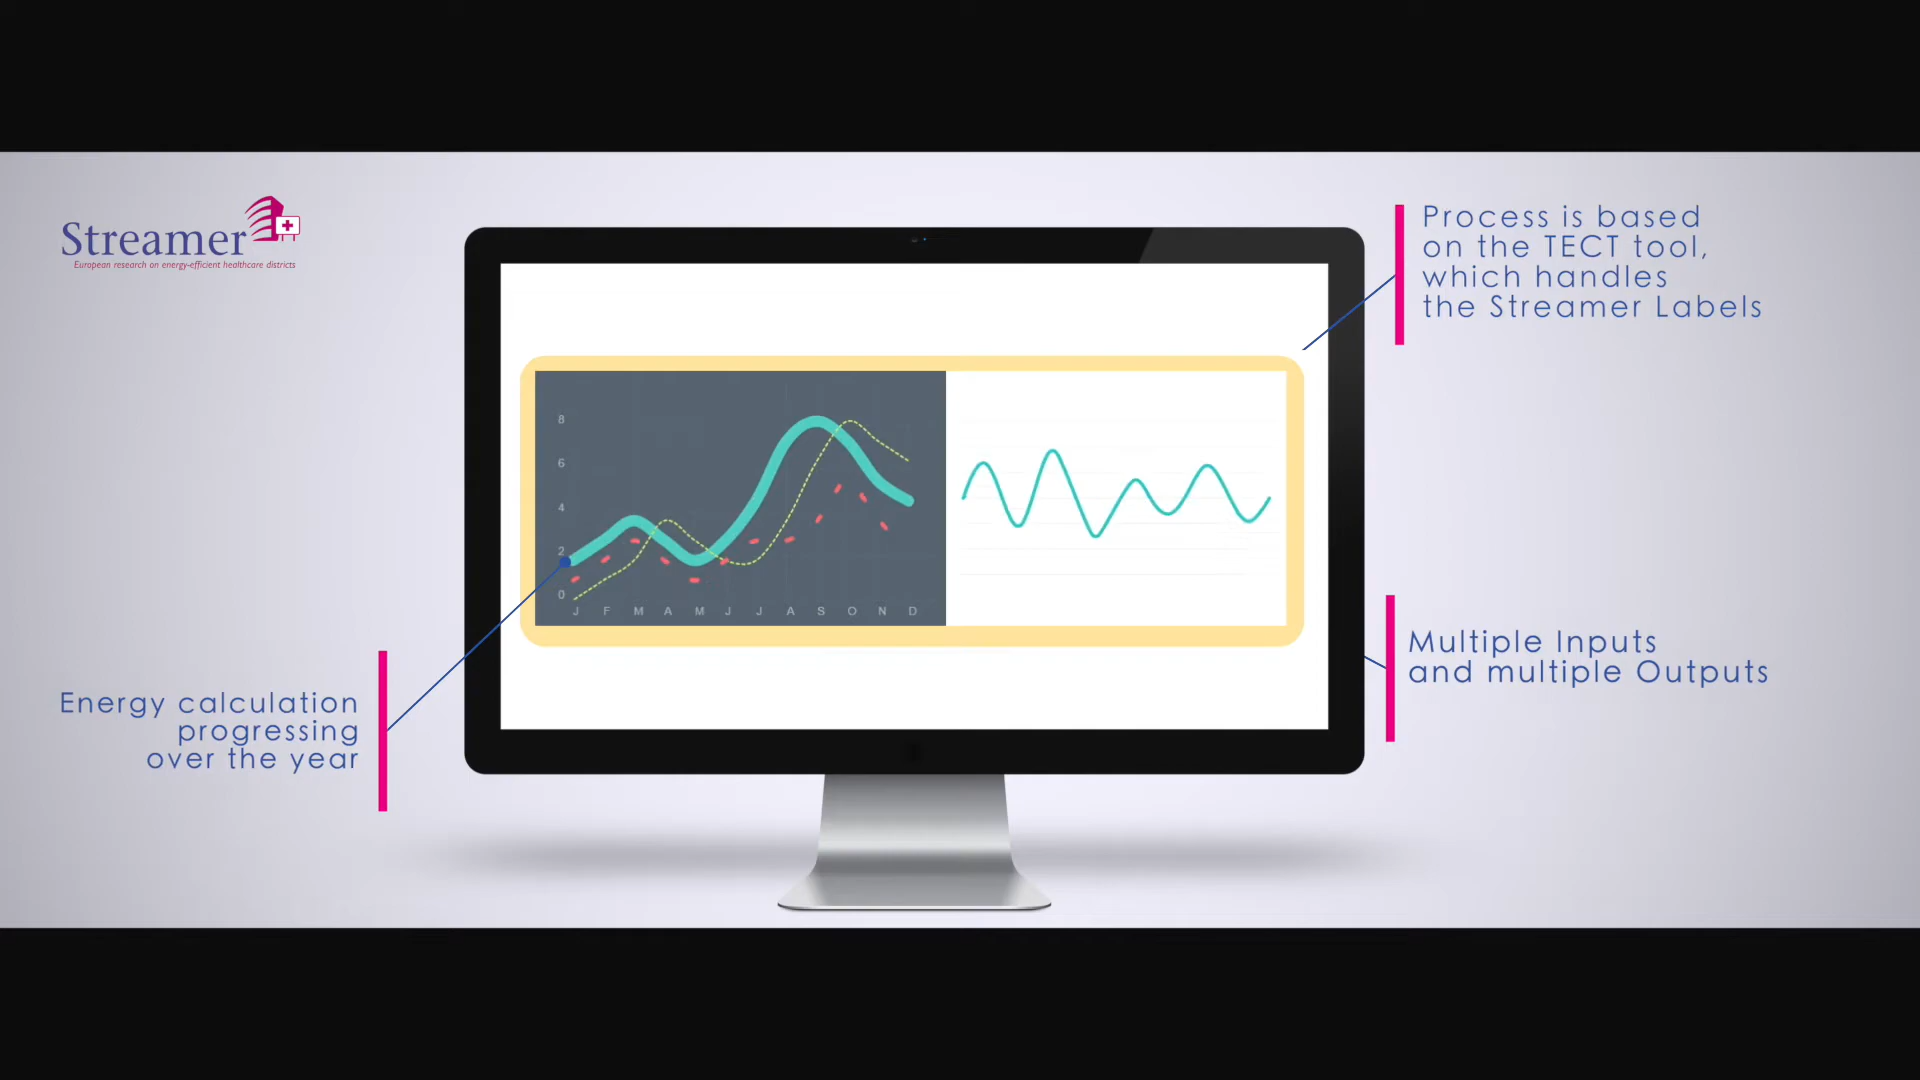 Streamer
European research on energy-efficient healthcare districts
Process is based
on the TECT tool,
which handles
the Streamer Labels
8
6
4
2
0
J F M A M J J A S O N D
Multiple Inputs
and multiple Outputs
Energy calculation
progressing
over the year